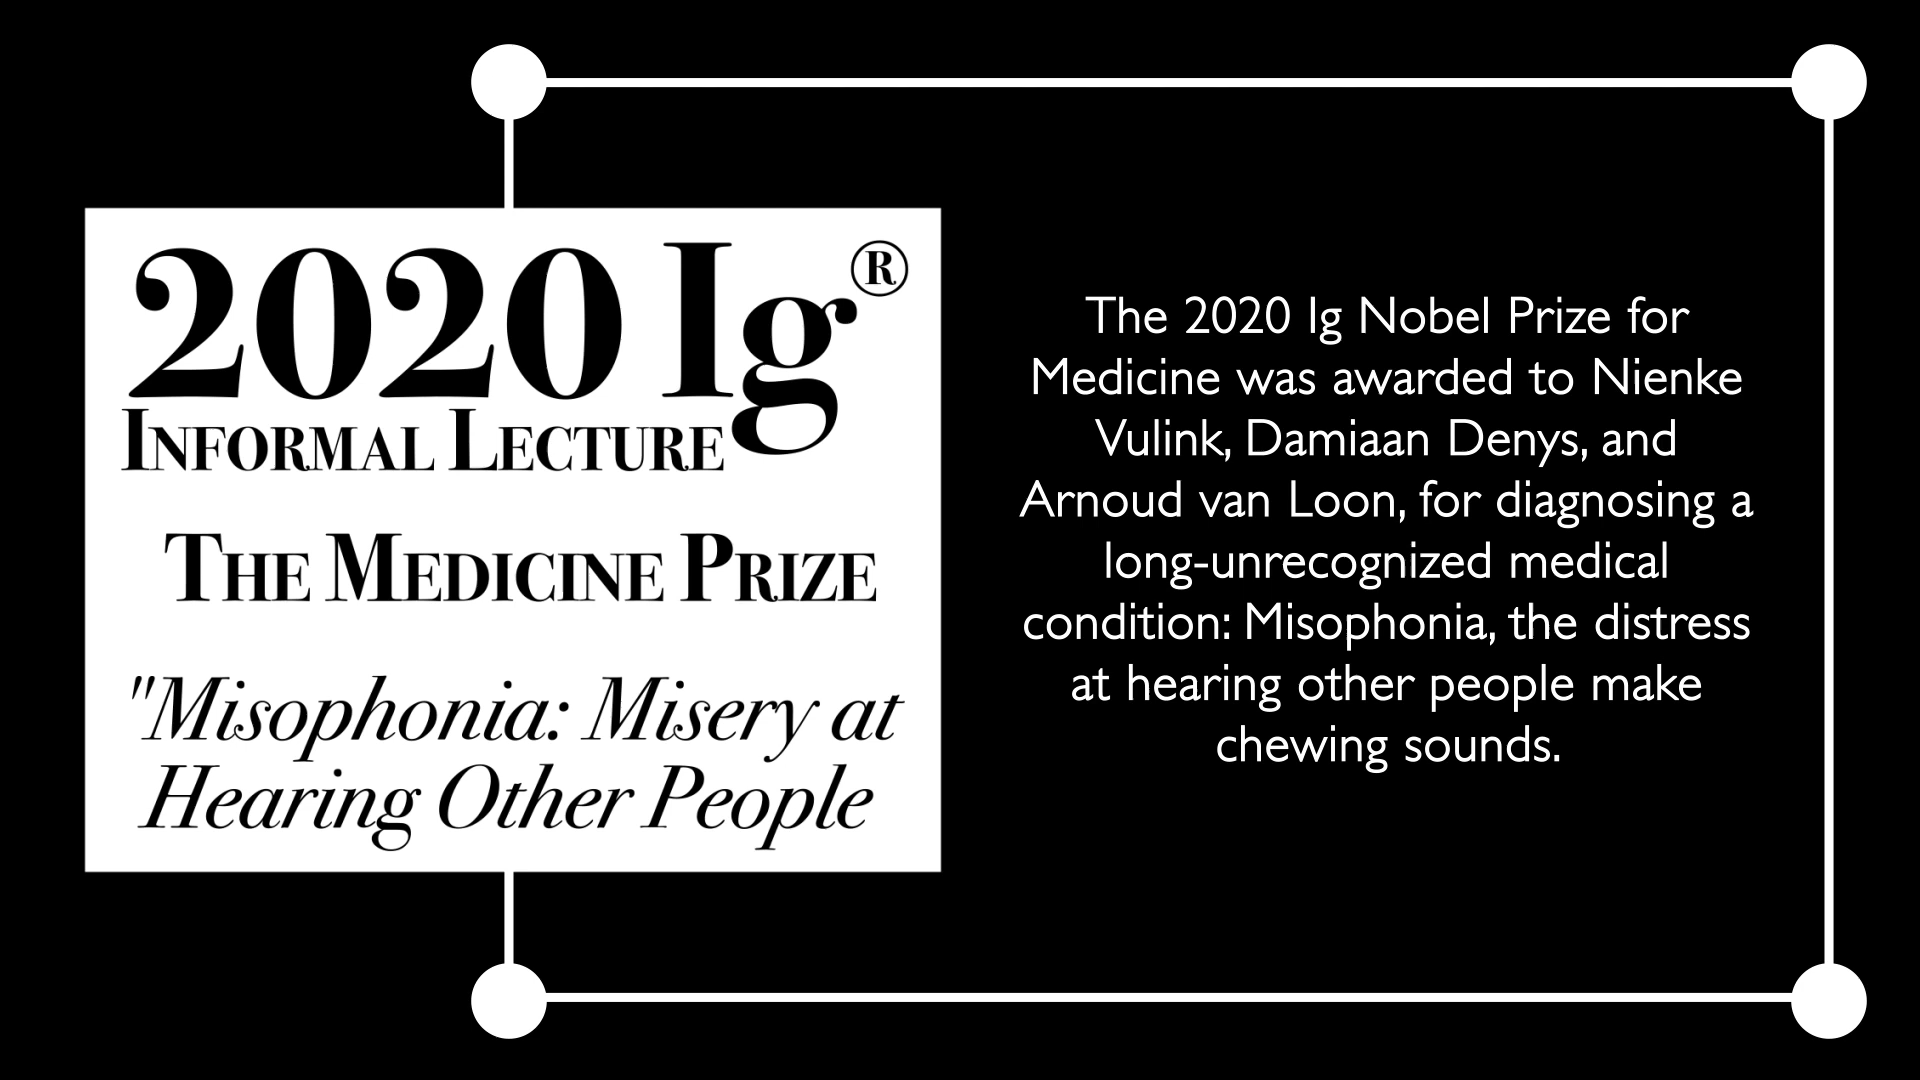 2020 Ig®
INFORMAL LECTURE
THE MEDICINE PRIZE
"Misophonia: Misery at
Hearing Other People
The 2020 Ig Nobel Prize for
Medicine was awarded to Nienke
Vulink, Damiaan Denys, and
Arnoud van Loon, for diagnosing a
long-unrecognized medical
condition: Misophonia, the distress
at hearing other people make
chewing sounds.